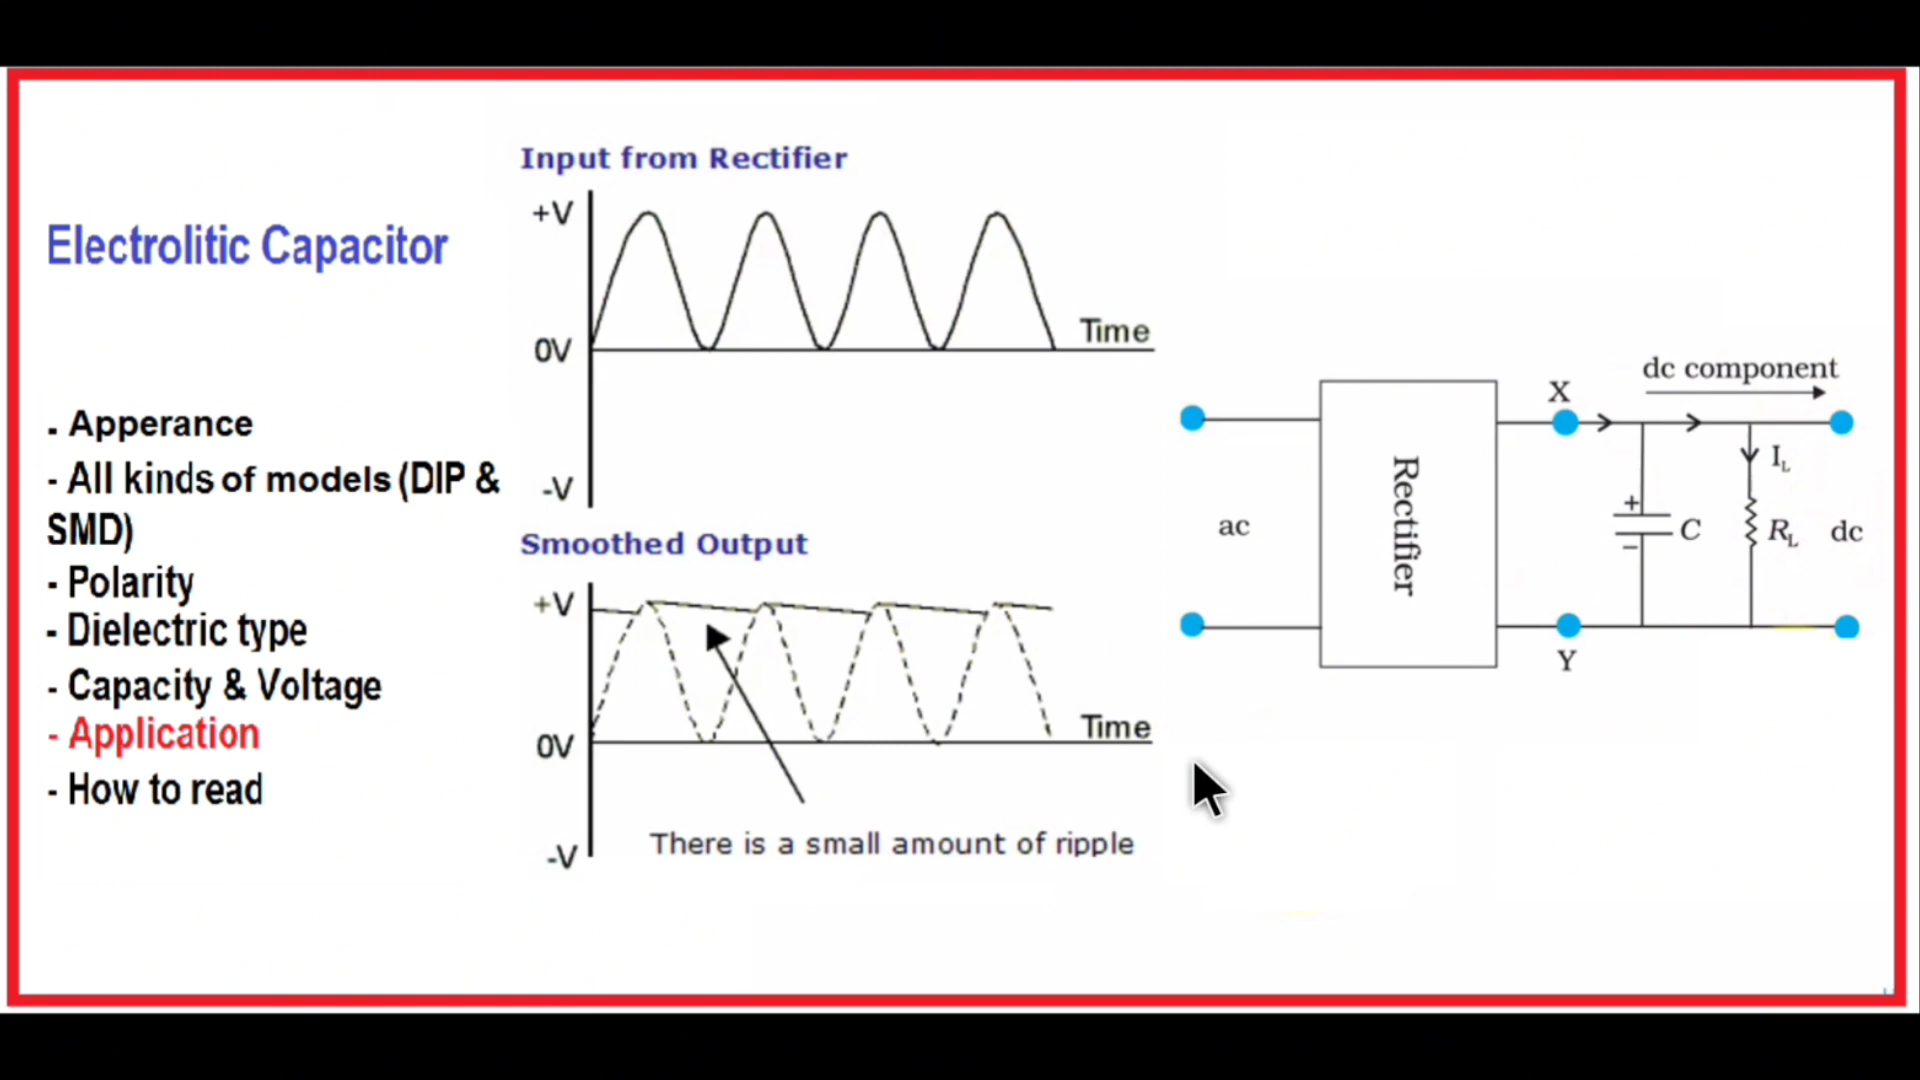 Electrolitic Capacitor
. Apperance
- All kinds of models (DIP &
SMD)
- Polarity
- Dielectric type
- Capacity & Voltage
- Application
- How to read
Input from Rectifier
+V
0V
-V
Time
Smoothed Output
+V
0V
-V
Time
There is a small amount of ripple
ac
Rectifier
X
Y
dc component
+
−
C
IL
RL
dc